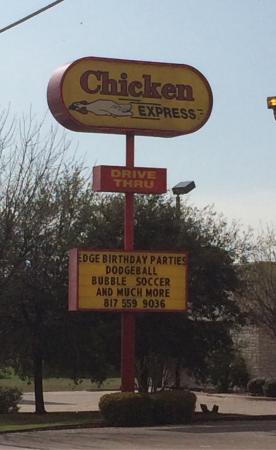 Chicken
EXPRESS
DRIVE
THRU
EDGE BIRTHDAY PARTIES
DODGEBALL
BUBBLE SOCCER
AND MUCH MORE
817 559 9036